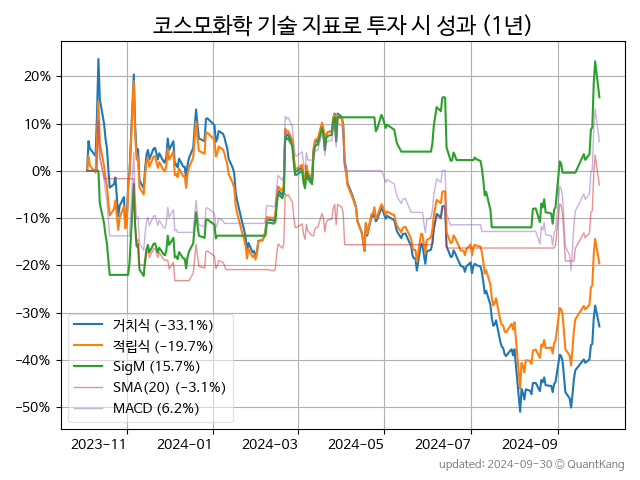 코스모화학 기술 지표로 투자 시 성과 (1년)
20%
10%
0%
−10%
−20%
−30%
−40%
−50%
거치식 (−33.1%)
적립식 (−19.7%)
SigM (15.7%)
SMA(20) (−3.1%)
MACD (6.2%)
2023-11
2024-01
2024-03
2024-05
2024-07
2024-09
updated: 2024-09-30 © QuantKang